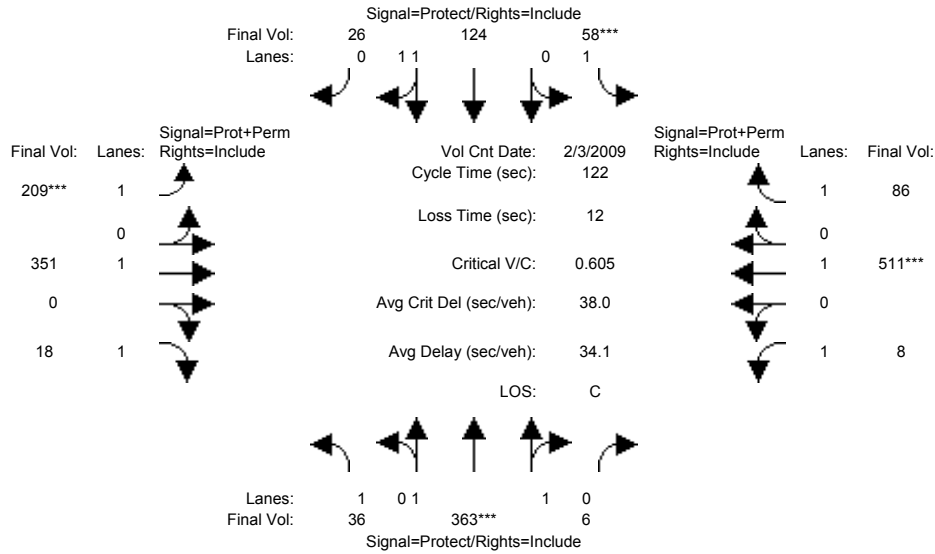 Signal=Protect/Rights=Include
Final Vol: 26 124 58***
Lanes: 0 1 1 0 1
Signal=Prot+Perm
Final Vol: Lanes: Rights=Include
Vol Cnt Date: 2/3/2009
Signal=Prot+Perm
Rights=Include Lanes: Final Vol:
Cycle Time (sec): 122
209*** 1
1 86
Loss Time (sec): 12
0
0
351 1
Critical V/C: 0.605
1 511***
0 0
Avg Crit Del (sec/veh): 38.0
0
18 1
Avg Delay (sec/veh): 34.1
1 8
LOS: C
Lanes: 1 0 1 1 0
Final Vol: 36 363*** 6
Signal=Protect/Rights=Include